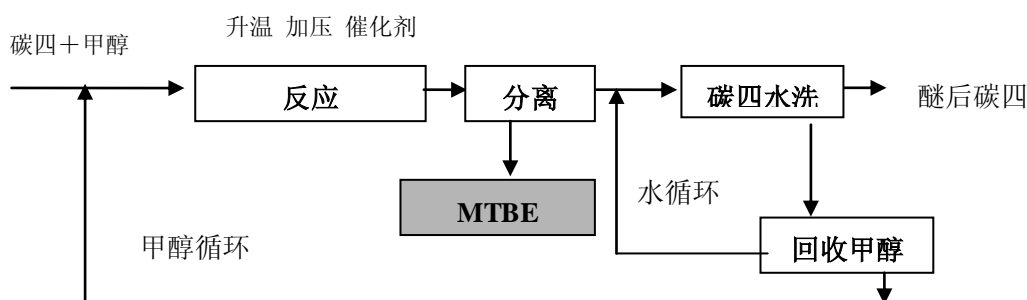 升温 加压 催化剂
碳四＋甲醇
反应
分离
碳四水洗
醚后碳四
MTBE
水循环
甲醇循环
回收甲醇